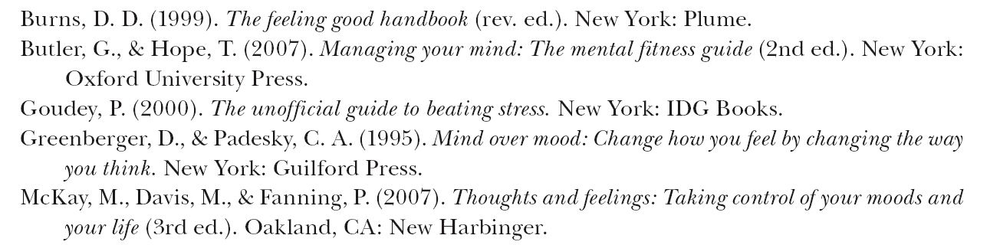 Burns, D. D. (1999). The feeling good handbook (rev. ed.). New York: Plume.
Butler, G., & Hope, T. (2007). Managing your mind: The mental fitness guide (2nd ed.). New York:
Oxford University Press.
Goudey, P. (2000). The unofficial guide to beating stress. New York: IDG Books.
Greenberger, D., & Padesky, C. A. (1995). Mind over mood: Change how you feel by changing the way
you think. New York: Guilford Press.
McKay, M., Davis, M., & Fanning, P. (2007). Thoughts and feelings: Taking control of your moods and
your life (3rd ed.). Oakland, CA: New Harbinger.